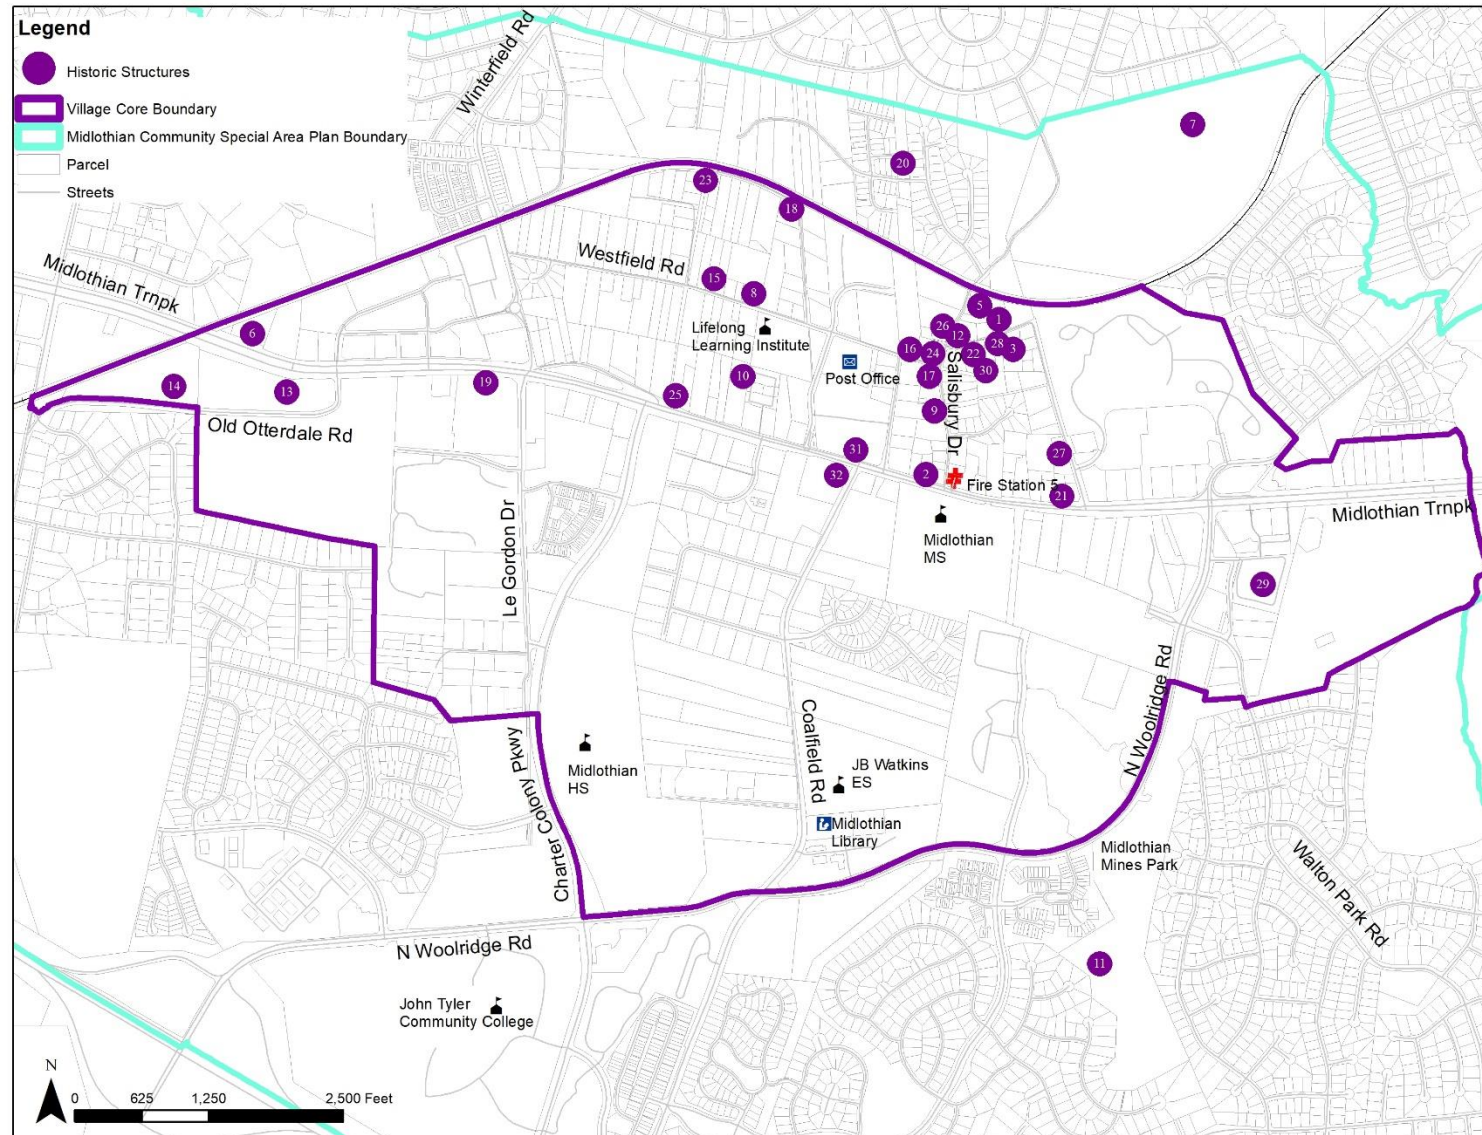 Legend
Historic Structures
Village Core Boundary
Midlothian Community Special Area Plan Boundary
Parcel
Streets
Winterfield Rd
7
20
23
18
Westfield Rd
Midlothian Trnpk
15
8
6
Lifelong
Learning Institute
5
1
26
12
28
3
16
24
22
17
30
Post Office
Salisbury Dr
10
19
14
13
25
9
Old Otterdale Rd
31
27
32
2
Fire Station 5
21
Midlothian Trnpk
Midlothian
MS
Le Gordon Dr
29
N Woolridge Rd
Coalfield Rd
Charter Colony Pkwy
Midlothian
HS
JB Watkins
ES
Midlothian
Library
Midlothian
Mines Park
Walton Park Rd
N Woolridge Rd
11
John Tyler
Community College
N
0 625 1,250 2,500 Feet